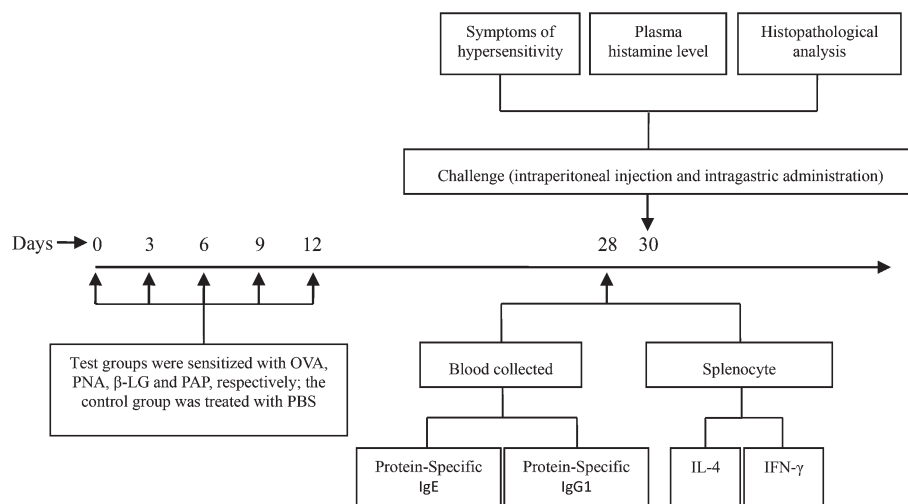 Symptoms of
hypersensitivity
Plasma
histamine level
Histopathological
analysis
Challenge (intraperitoneal injection and intragastric administration)
Days 0 3 6 9 12 28 30
Test groups were sensitized with OVA,
PNA, β-LG and PAP, respectively; the
control group was treated with PBS
Blood collected
Splenocyte
Protein-Specific
IgE
Protein-Specific
IgG1
IL-4
IFN-γ